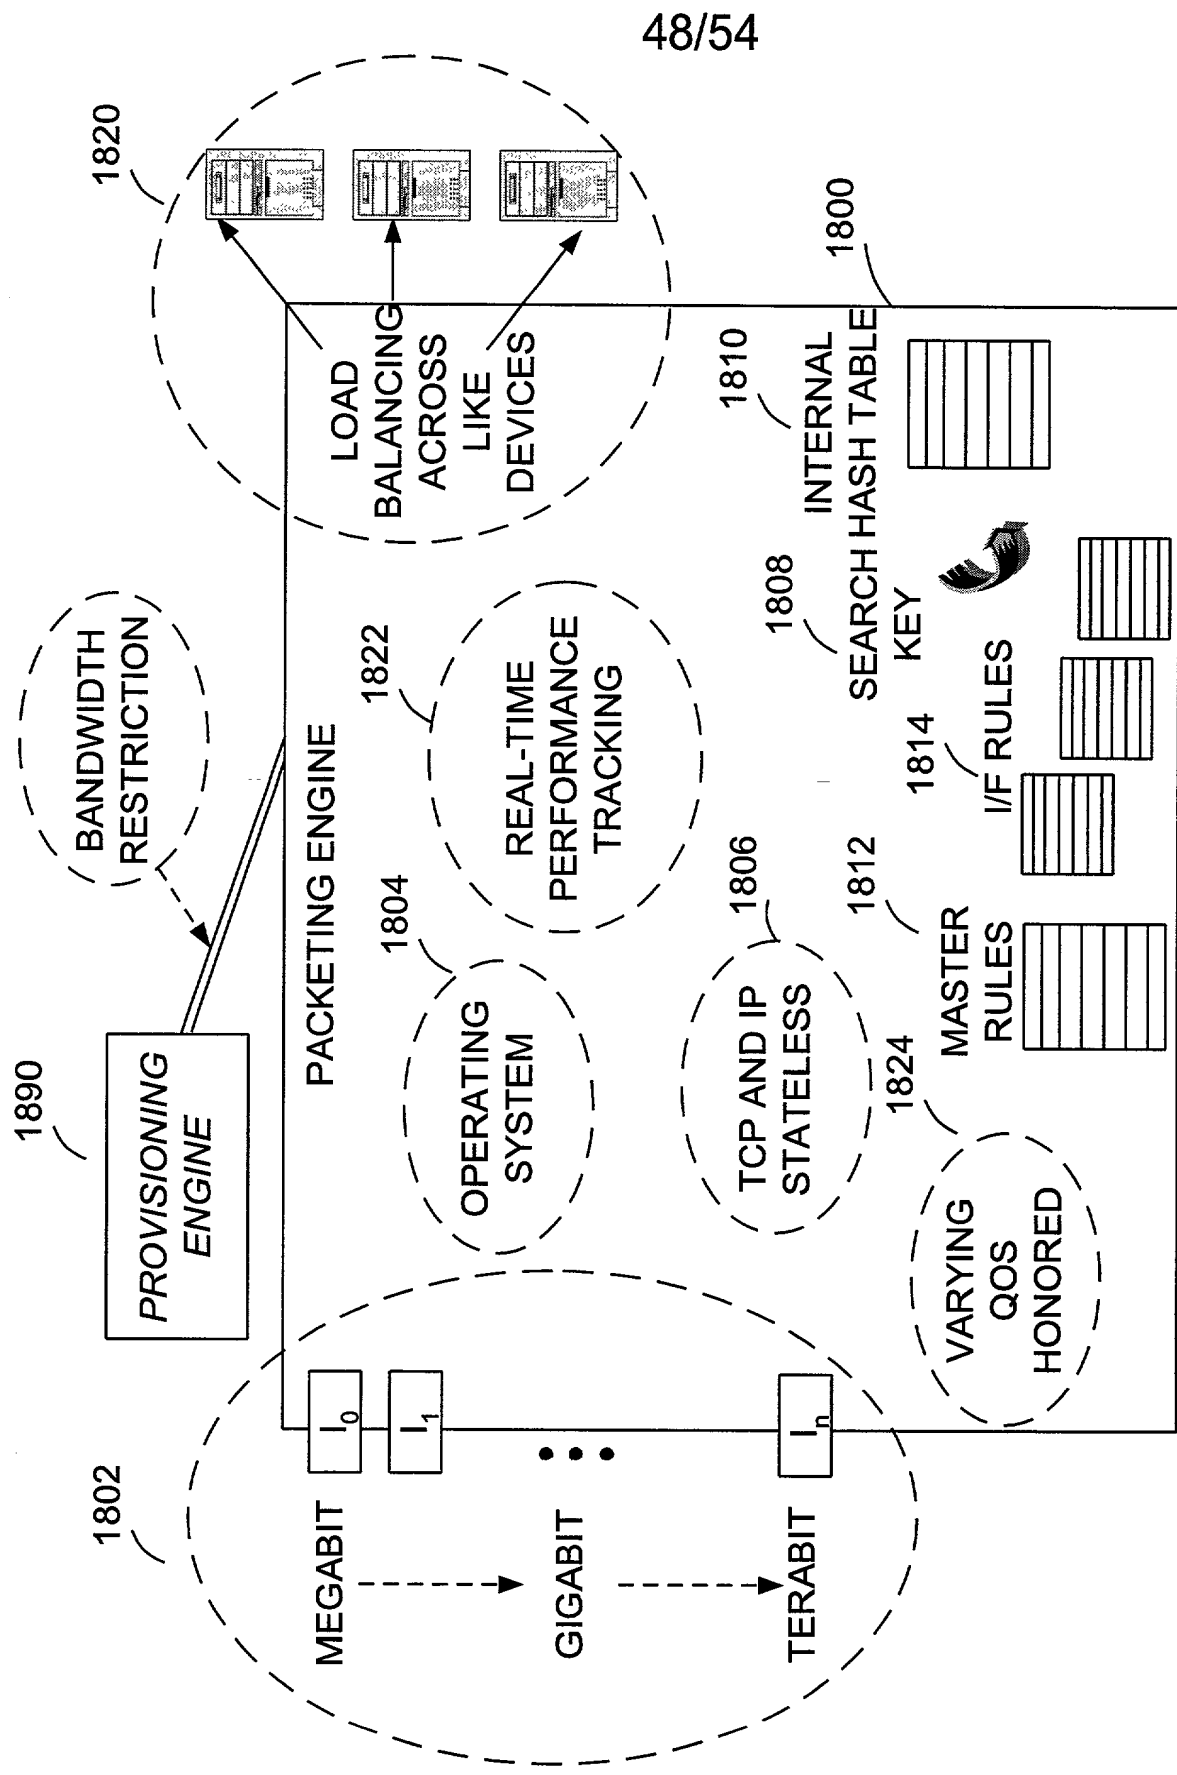 48/54
1890
PROVISIONING
ENGINE
BANDWIDTH
RESTRICTION
1820
LOAD
BALANCING
ACROSS
LIKE
DEVICES
PACKETING ENGINE
1802
MEGABIT
GIGABIT
TERABIT
I0
I1
In
1804
OPERATING
SYSTEM
1822
REAL-TIME
PERFORMANCE
TRACKING
1806
TCP AND IP
STATELESS
1824
VARYING
QOS
HONORED
1812
MASTER
RULES
1814
I/F RULES
1808
SEARCH
KEY
1810
INTERNAL
HASH TABLE
1800